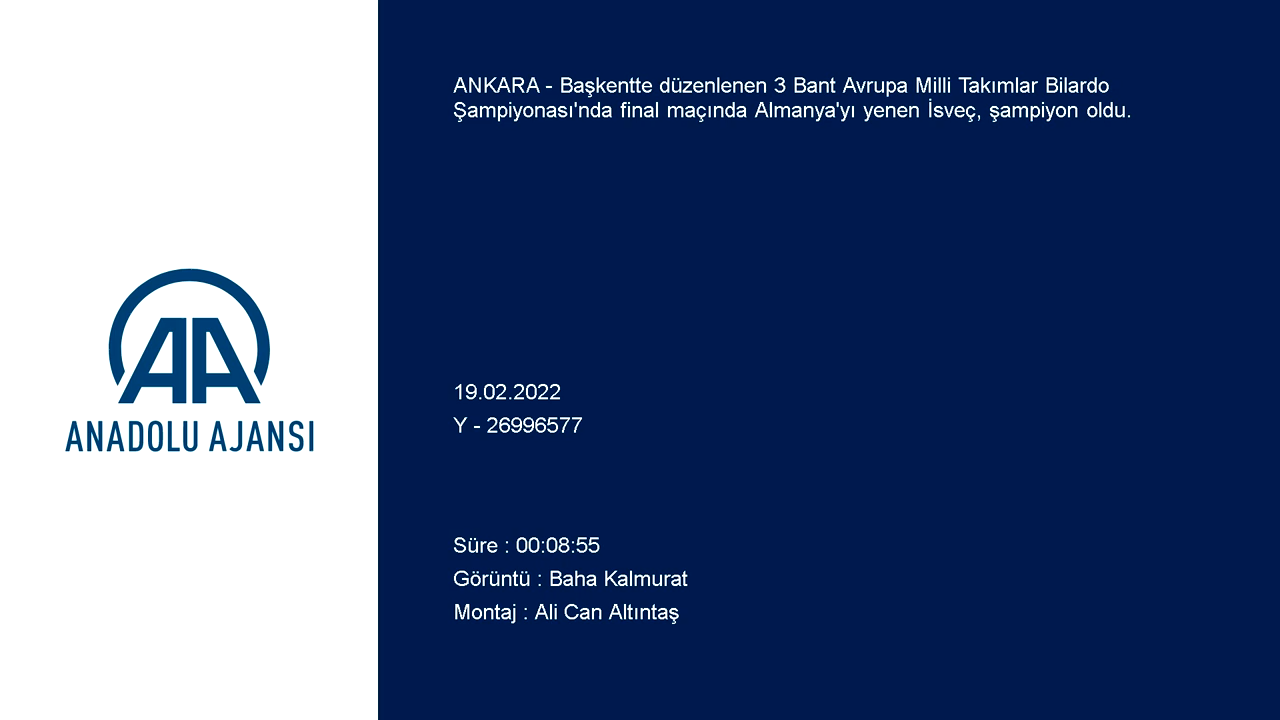 ANKARA - Başkentte düzenlenen 3 Bant Avrupa Milli Takımlar Bilardo
Şampiyonası'nda final maçında Almanya'yı yenen İsveç, şampiyon oldu.
AA
ANADOLU AJANSI
19.02.2022
Y - 26996577
Süre : 00:08:55
Görüntü : Baha Kalmurat
Montaj : Ali Can Altıntaş